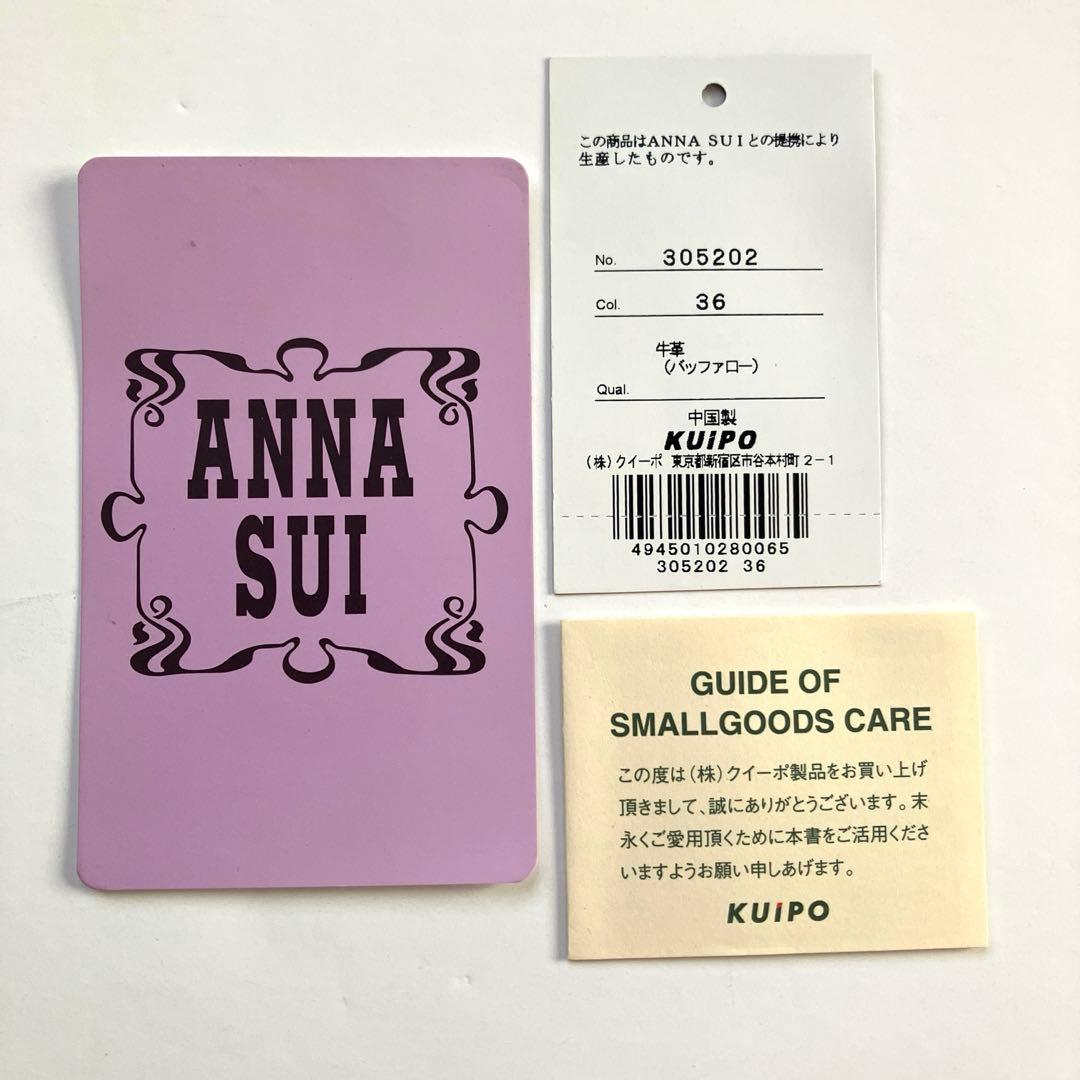 ANNA
SUI
この商品はANNA SUIとの提携により
生産したものです。
No. 305202
Col. 36
牛革
(バッファロー)
Qual.
中国製
KUiPO
(株)クイーポ 東京都新宿区市谷本村町2-1
4945010280065
305202 36
GUIDE OF
SMALLGOODS CARE
この度は(株)クイーポ製品をお買い上げ
頂きまして、誠にありがとうございます。末
永くご愛用頂くために本書をご活用くださ
いますようお願い申しあげます。
KUiPO